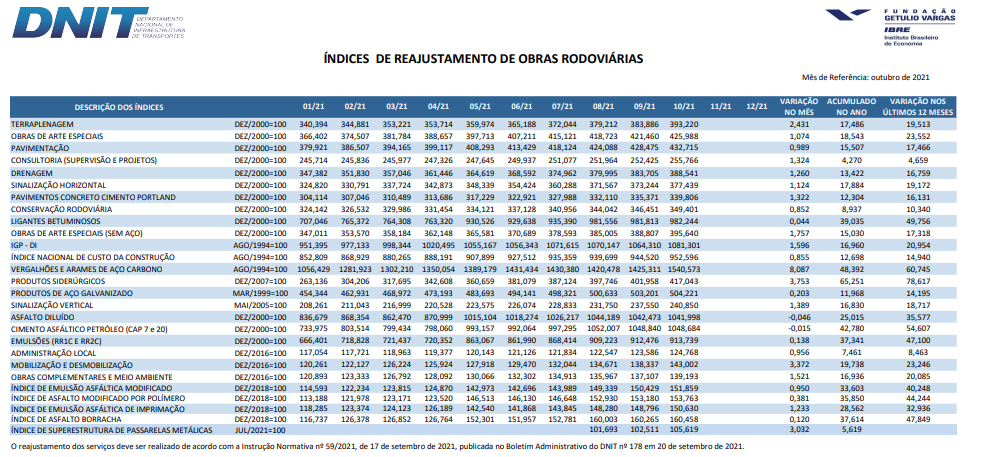 DNIT DEPARTAMENTO
NACIONAL DE
INFRAESTRUTURA
DE TRANSPORTES
FUNDAÇÃO
GETULIO VARGAS
IBRE
Instituto Brasileiro
de Economia
ÍNDICES DE REAJUSTAMENTO DE OBRAS RODOVIÁRIAS
Mês de Referência: outubro de 2021
DESCRIÇÃO DOS ÍNDICES 01/21 02/21 03/21 04/21 05/21 06/21 07/21 08/21 09/21 10/21 11/21 12/21 VARIAÇÃO NO MÊS ACUMULADO NO ANO VARIAÇÃO NOS ÚLTIMOS 12 MESES
TERRAPLENAGEM DEZ/2000=100 340,394 344,881 353,221 353,714 359,974 365,188 372,044 379,212 383,886 393,220 2,431 17,486 19,513
OBRAS DE ARTE ESPECIAIS DEZ/2000=100 366,402 374,507 381,784 388,657 397,713 407,211 415,121 418,723 421,460 425,988 1,074 18,543 23,552
PAVIMENTAÇÃO DEZ/2000=100 379,921 386,507 394,165 399,117 408,293 413,429 418,124 424,088 428,475 432,715 0,989 15,507 17,466
CONSULTORIA (SUPERVISÃO E PROJETOS) DEZ/2000=100 245,714 245,836 245,977 247,326 247,645 249,937 251,077 251,964 252,425 255,766 1,324 4,270 4,659
DRENAGEM DEZ/2000=100 347,382 351,830 357,046 361,446 364,619 368,592 374,962 379,995 383,705 388,541 1,260 13,422 16,759
SINALIZAÇÃO HORIZONTAL DEZ/2000=100 324,820 330,791 337,724 342,873 348,339 354,424 360,288 371,567 373,244 377,439 1,124 17,884 19,172
PAVIMENTOS CONCRETO CIMENTO PORTLAND DEZ/2000=100 304,114 307,046 310,489 313,686 317,229 322,921 327,988 332,110 335,371 339,806 1,322 12,304 16,131
CONSERVAÇÃO RODOVIÁRIA DEZ/2000=100 324,142 326,532 329,986 331,454 334,121 337,128 340,956 344,042 346,451 349,401 0,852 8,937 10,340
LIGANTES BETUMINOSOS DEZ/2000=100 707,046 765,372 764,308 763,320 930,526 929,638 935,390 981,556 981,813 982,244 0,044 39,035 49,756
OBRAS DE ARTE ESPECIAIS (SEM AÇO) DEZ/2000=100 347,011 353,570 358,184 362,148 365,581 370,689 378,593 385,005 388,807 395,640 1,757 15,030 17,318
IGP - DI AGO/1994=100 951,395 977,133 998,344 1020,495 1055,167 1056,343 1071,615 1070,147 1064,310 1081,301 1,596 16,960 20,954
ÍNDICE NACIONAL DE CUSTO DA CONSTRUÇÃO AGO/1994=100 852,809 868,929 880,265 888,191 907,899 927,512 935,359 939,699 944,520 952,596 0,855 12,698 14,940
VERGALHÕES E ARAMES DE AÇO CARBONO AGO/1994=100 1056,429 1281,923 1302,210 1350,054 1389,179 1431,434 1430,380 1420,478 1425,311 1540,573 8,087 48,392 60,745
PRODUTOS SIDERÚRGICOS DEZ/2000=100 263,136 304,206 317,695 342,608 360,659 381,079 387,124 397,746 401,958 417,043 3,753 65,251 78,617
PRODUTOS DE AÇO GALVANIZADO MAR/1999=100 454,344 462,931 468,972 473,193 483,693 494,141 498,321 500,633 503,201 504,221 0,203 11,968 14,195
SINALIZAÇÃO VERTICAL MAI/2005=100 208,261 211,043 216,999 220,528 223,575 226,074 228,833 231,750 237,550 240,850 1,389 16,830 18,717
ASFALTO DILUÍDO DEZ/2000=100 836,679 868,354 862,470 870,999 1015,104 1018,274 1026,217 1044,189 1042,473 1041,998 -0,046 25,015 35,577
CIMENTO ASFÁLTICO PETRÓLEO (CAP 7 e 20) DEZ/2000=100 733,975 803,514 799,434 798,060 993,157 992,064 997,295 1052,007 1048,840 1048,684 -0,015 42,780 54,607
EMULSÕES (RR1C E RR2C) DEZ/2000=100 666,401 718,828 721,437 720,352 863,067 861,990 868,414 909,223 912,476 913,739 0,138 37,341 47,100
ADMINISTRAÇÃO LOCAL DEZ/2016=100 117,054 117,721 118,963 119,377 120,143 121,126 121,834 122,547 123,586 124,768 0,956 7,461 8,463
MOBILIZAÇÃO E DESMOBILIZAÇÃO DEZ/2016=100 120,261 122,127 126,224 125,924 127,918 129,470 132,044 134,671 138,337 143,002 3,372 19,738 23,246
OBRAS COMPLEMENTARES E MEIO AMBIENTE DEZ/2016=100 120,893 123,333 126,792 128,092 130,066 132,302 134,913 135,967 137,107 139,193 1,521 16,936 20,085
ÍNDICE DE EMULSÃO ASFÁLTICA MODIFICADO DEZ/2018=100 114,593 122,234 123,815 124,870 142,973 142,696 143,789 149,339 150,429 151,859 0,950 33,603 40,248
ÍNDICE DE ASFALTO MODIFICADO POR POLÍMERO DEZ/2018=100 113,188 121,978 123,171 123,520 146,513 146,130 146,648 152,930 153,180 153,763 0,381 35,850 44,244
ÍNDICE DE EMULSÃO ASFÁLTICA DE IMPRIMAÇÃO DEZ/2018=100 118,285 123,374 124,123 126,189 142,540 141,868 143,845 148,280 148,796 150,630 1,233 28,562 32,936
ÍNDICE DE ASFALTO BORRACHA DEZ/2018=100 116,737 126,378 126,852 126,764 152,301 151,957 152,781 160,003 160,265 160,458 0,120 37,614 47,849
ÍNDICE DE SUPERESTRUTURA DE PASSARELAS METÁLICAS JUL/2021=100 101,693 102,511 105,619 3,032 5,619
O reajustamento dos serviços deve ser realizado de acordo com a Instrução Normativa nº 59/2021, de 17 de setembro de 2021, publicada no Boletim Administrativo do DNIT nº 178 em 20 de setembro de 2021.